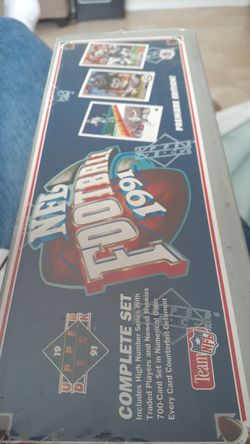 PREMIERE EDITION!
NFL
FOOTBALL
1991
19 91
UPPER
DECK
COMPLETE SET
Includes High Number Series With
Traded Players and Newest Rookies
700-Card Set in Numerical Order
Every Card Counterfeit-Deterrent
Team NFL